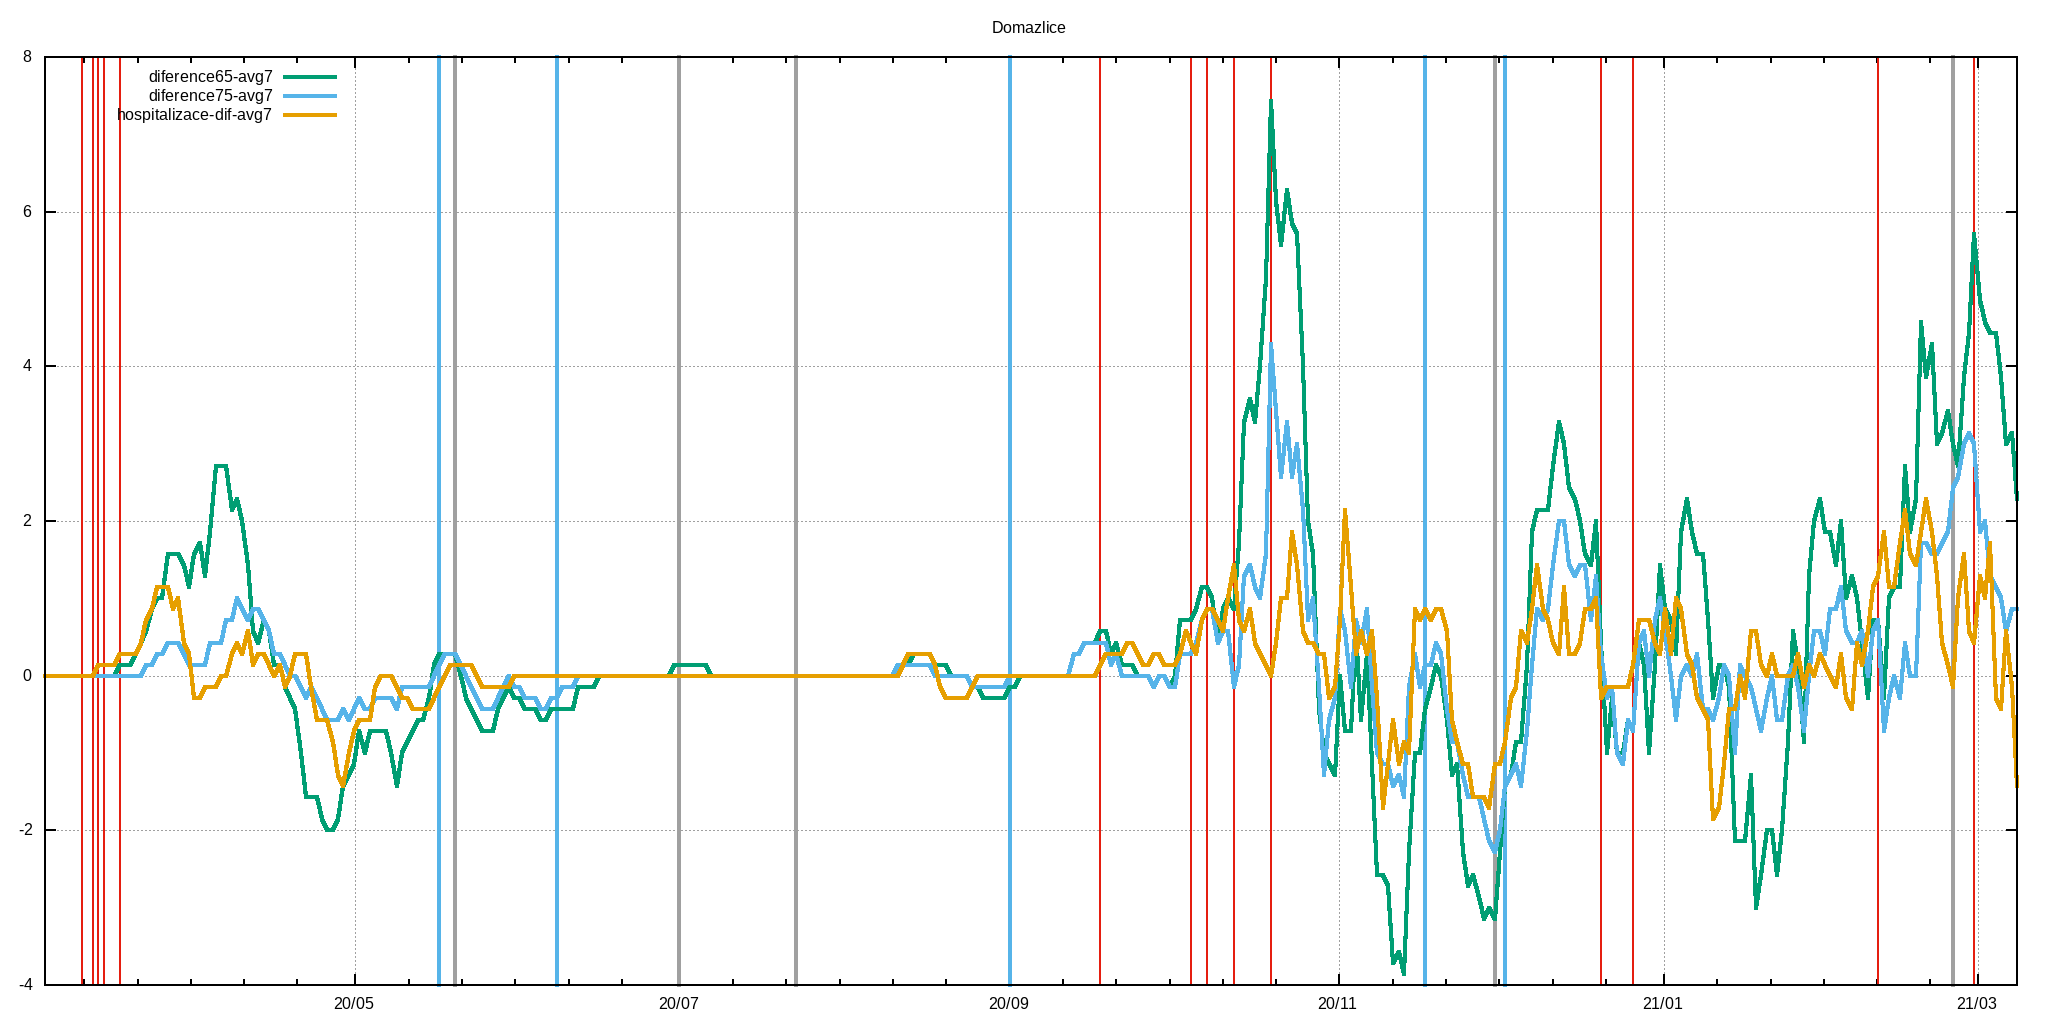 Domazlice
8
diference65-avg7
diference75-avg7
hospitalizace-dif-avg7
6
4
2
0
-2
-4
20/05 20/07 20/09 20/11 21/01 21/03